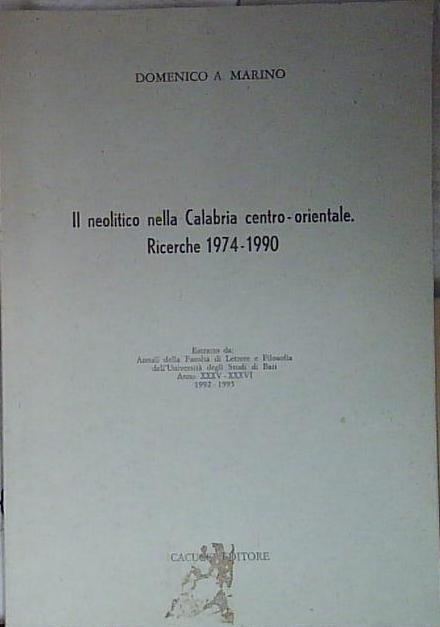 DOMENICO A. MARINO
Il neolitico nella Calabria centro-orientale.
Ricerche 1974-1990
Estratto da:
Annali della Facoltà di Lettere e Filosofia
dell'Università degli Studi di Bari
Anno XXXV - XXXVI
1992 - 1993
EDITORE